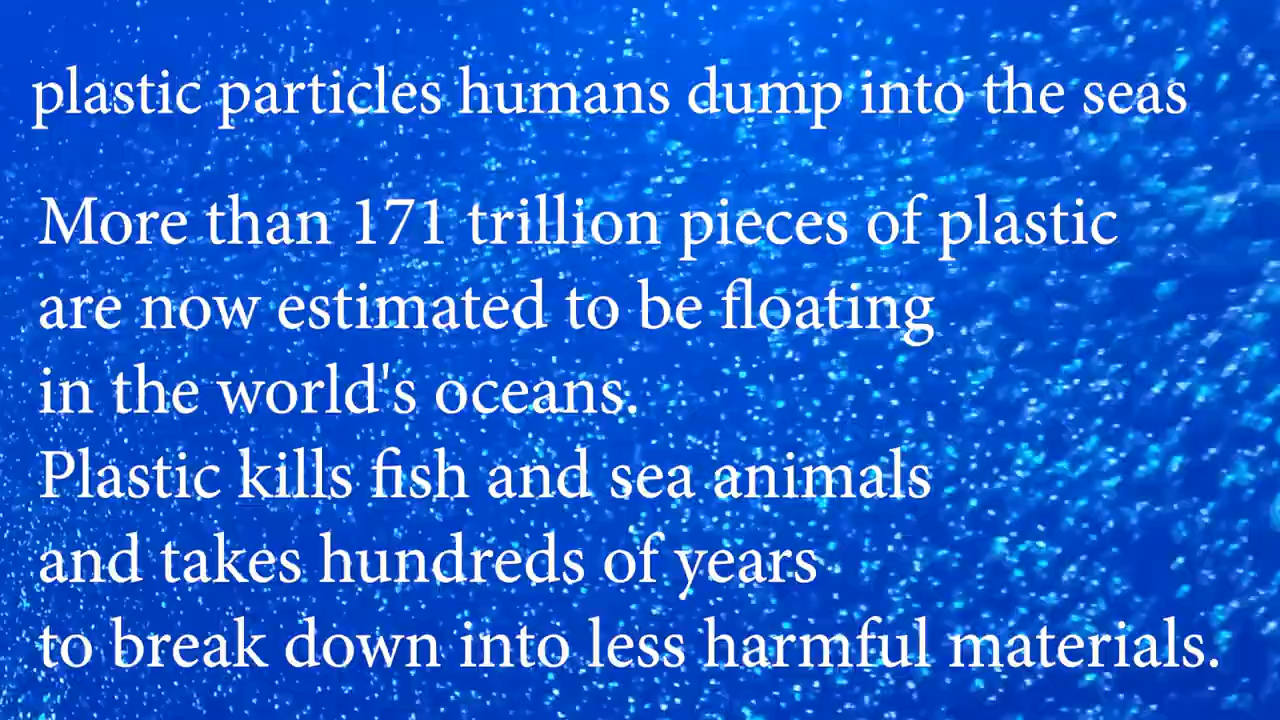 plastic particles humans dump into the seas
More than 171 trillion pieces of plastic
are now estimated to be floating
in the world's oceans.
Plastic kills fish and sea animals
and takes hundreds of years
to break down into less harmful materials.